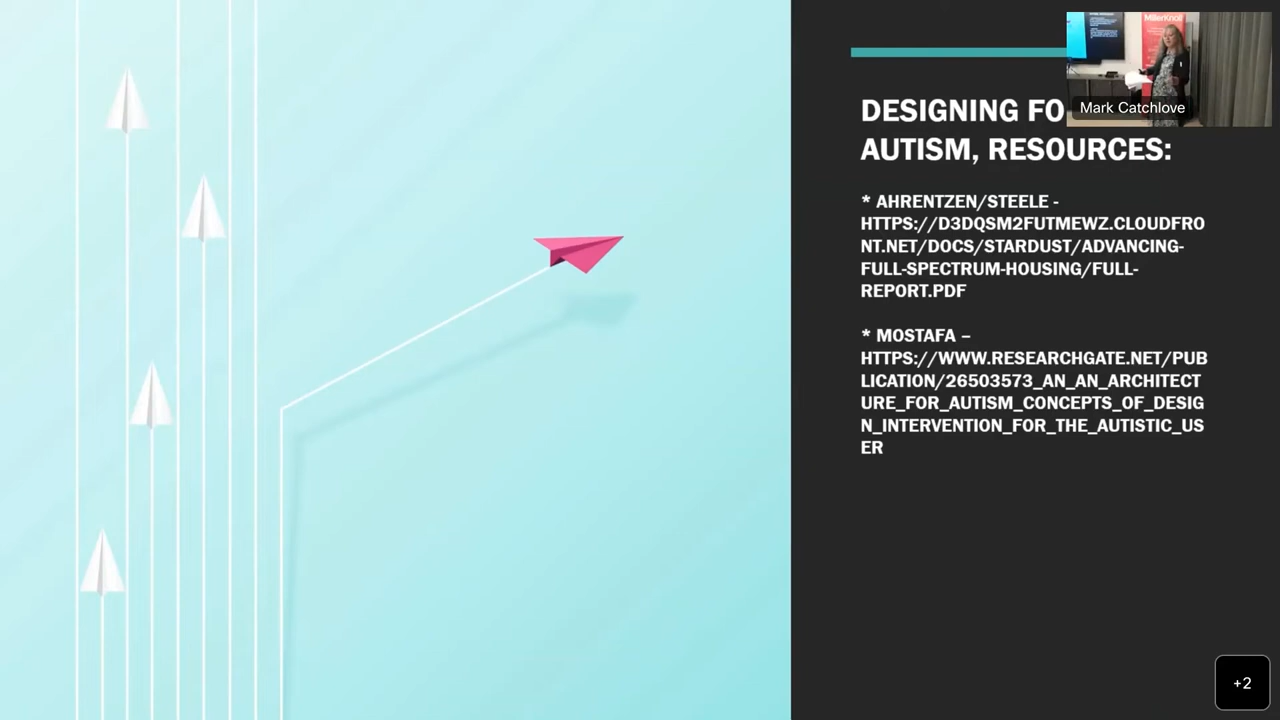 MillerKnoll
Mark Catchlove
DESIGNING FO
AUTISM, RESOURCES:
* AHRENTZEN/STEELE -
HTTPS://D3DQSM2FUTMEWZ.CLOUDFRO
NT.NET/DOCS/STARDUST/ADVANCING-
FULL-SPECTRUM-HOUSING/FULL-
REPORT.PDF
* MOSTAFA –
HTTPS://WWW.RESEARCHGATE.NET/PUB
LICATION/26503573_AN_AN_ARCHITECT
URE_FOR_AUTISM_CONCEPTS_OF_DESIG
N_INTERVENTION_FOR_THE_AUTISTIC_US
ER
+2